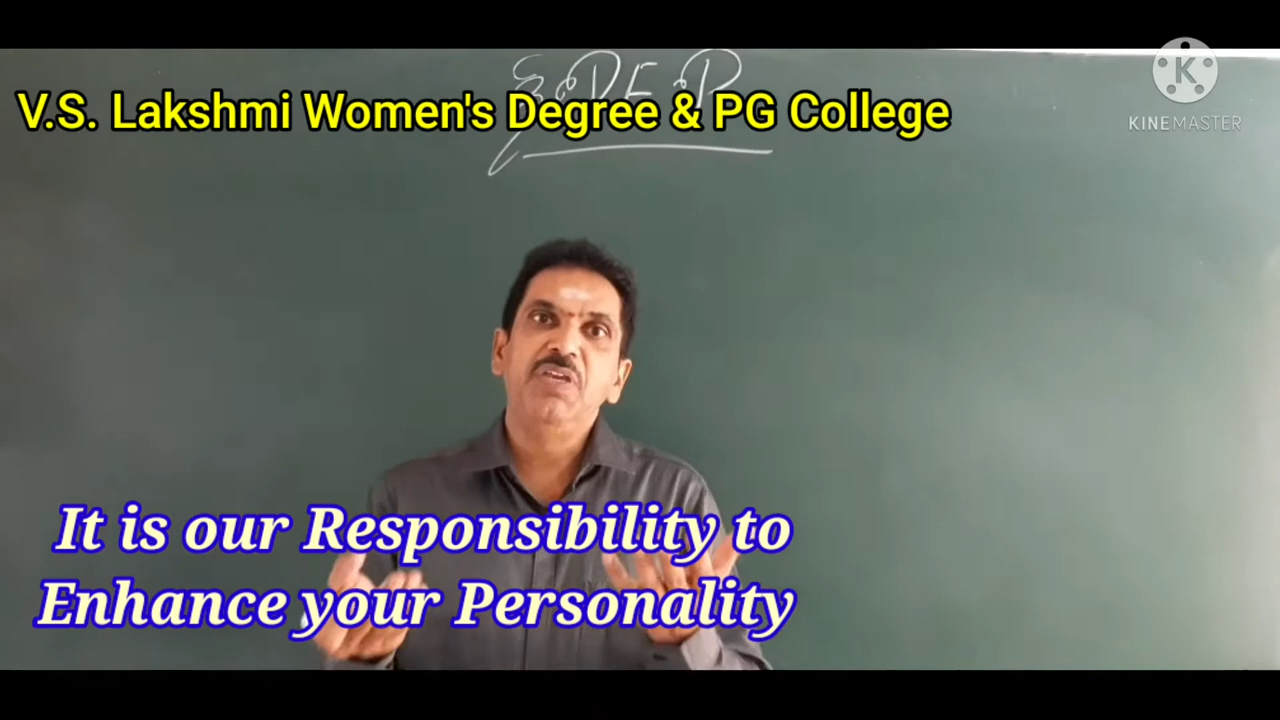 V.S. Lakshmi Women's Degree & PG College
KINEMASTER
It is our Responsibility to
Enhance your Personality